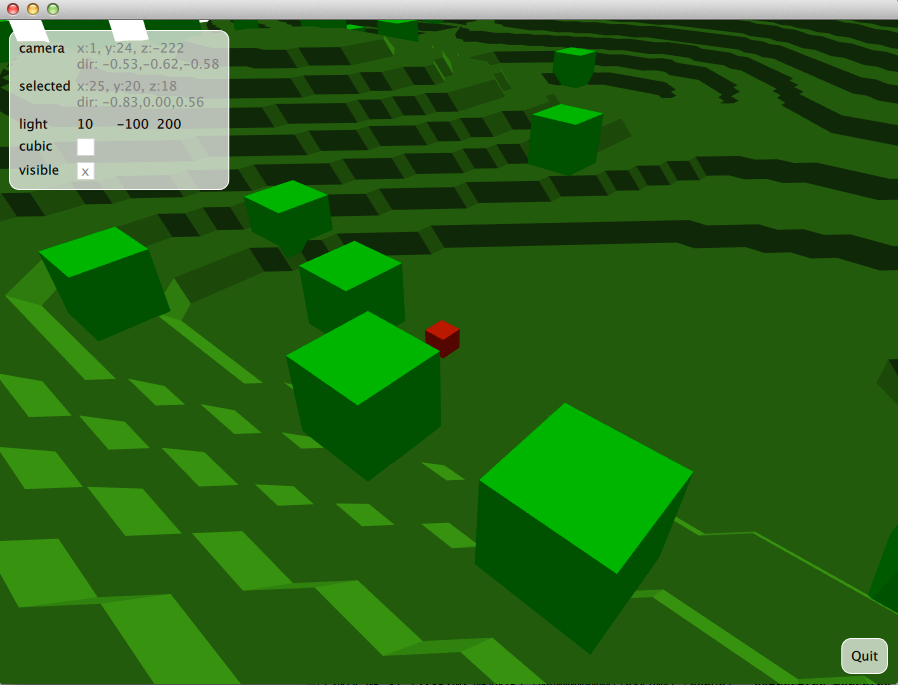 camera x:1, y:24, z:-222
dir: -0.53,-0.62,-0.58
selected x:25, y:20, z:18
dir: -0.83,0.00,0.56
light 10 -100 200
cubic
visible x
Quit